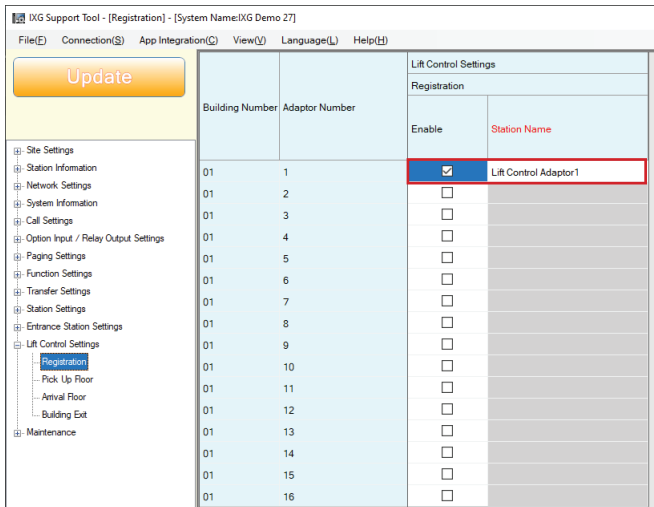 IXG Support Tool - [Registration] - [System Name:IXG Demo 27]
File(F) Connection(S) App Integration(C) View(V) Language(L) Help(H)
Update
Site Settings
Station Information
Network Settings
System Information
Call Settings
Option Input / Relay Output Settings
Paging Settings
Function Settings
Transfer Settings
Station Settings
Entrance Station Settings
Lift Control Settings
Registration
Pick Up Floor
Arrival Floor
Building Exit
Maintenance
Lift Control Settings
Registration
Building Number Adaptor Number Enable Station Name
01 1 Lift Control Adaptor1
01 2
01 3
01 4
01 5
01 6
01 7
01 8
01 9
01 10
01 11
01 12
01 13
01 14
01 15
01 16